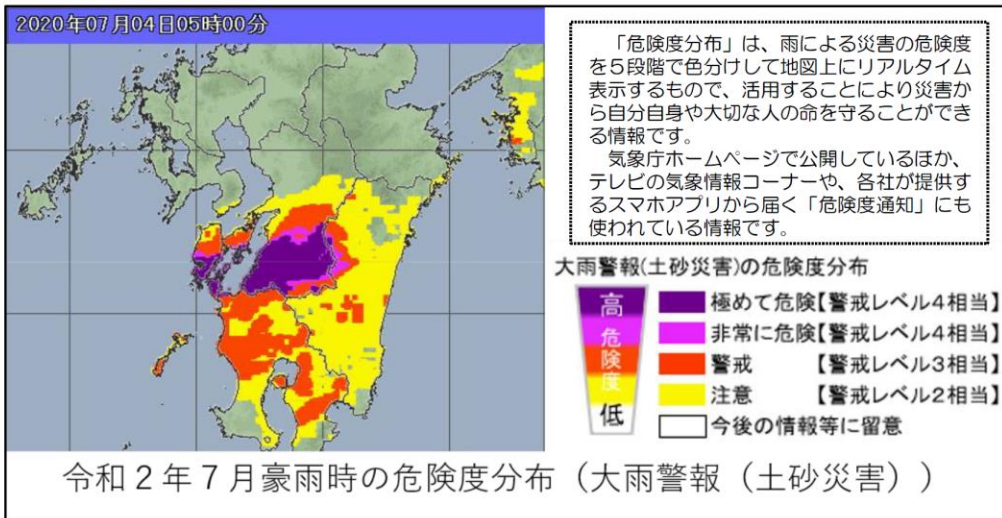 2020年07月04日05時00分
「危険度分布」は、雨による災害の危険度
を5段階で色分けして地図上にリアルタイム
表示するもので、活用することにより災害か
ら自分自身や大切な人の命を守ることができ
る情報です。
気象庁ホームページで公開しているほか、
テレビの気象情報コーナーや、各社が提供す
るスマホアプリから届く「危険度通知」にも
使われている情報です。
大雨警報(土砂災害)の危険度分布
高
危険度
低
極めて危険【警戒レベル4相当】
非常に危険【警戒レベル4相当】
警戒 【警戒レベル3相当】
注意 【警戒レベル2相当】
今後の情報等に留意
令和2年7月豪雨時の危険度分布（大雨警報（土砂災害））